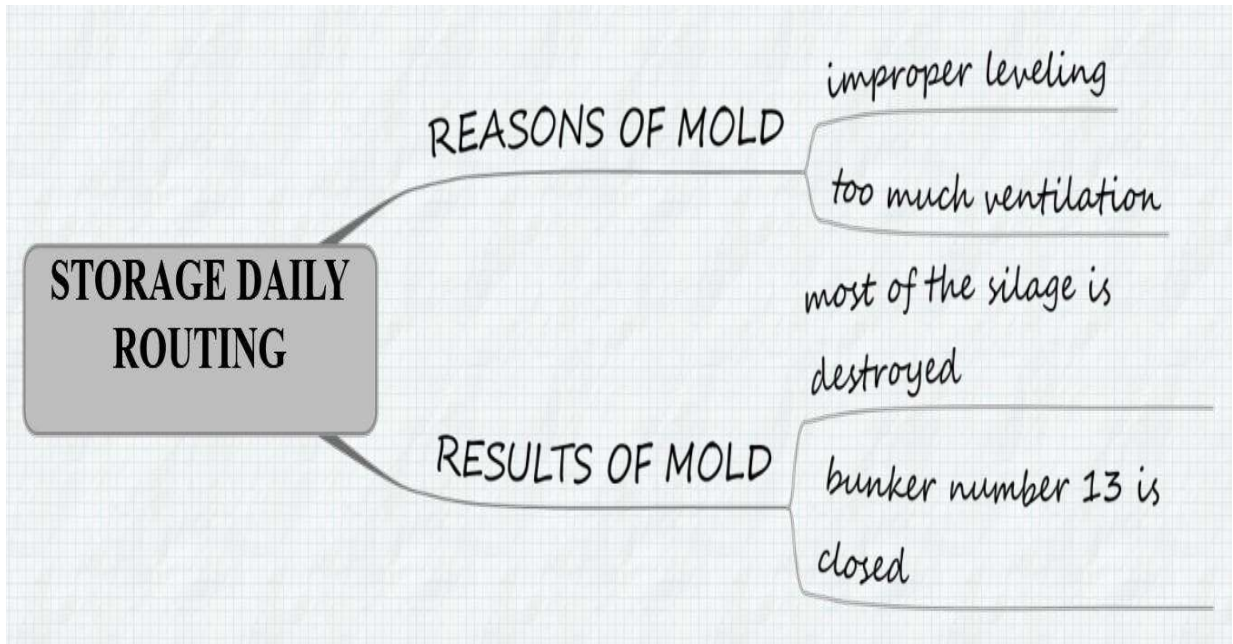 STORAGE DAILY
ROUTING
REASONS OF MOLD
improper leveling
too much ventilation
RESULTS OF MOLD
most of the silage is
destroyed
bunker number 13 is
closed